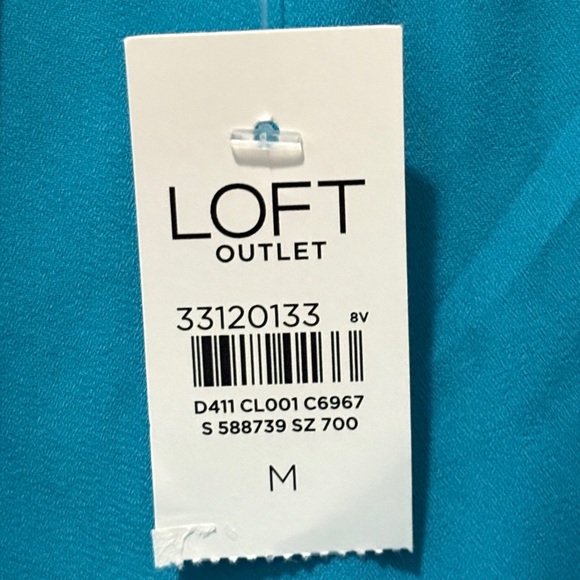 LOFT
OUTLET
33120133 8V
D411 CL001 C6967
S 588739 SZ 700
M